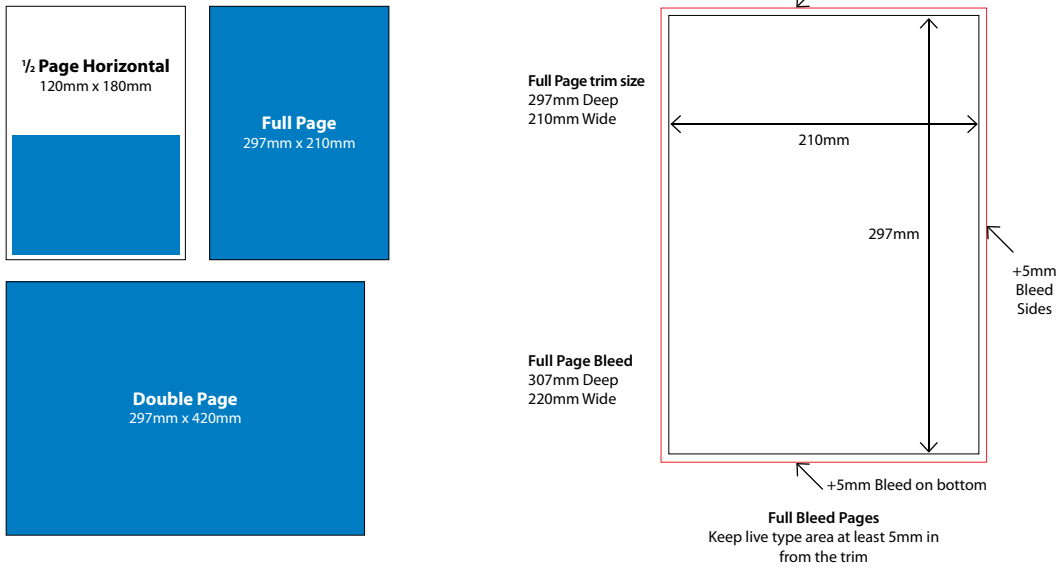 ½ Page Horizontal
120mm x 180mm
Full Page
297mm x 210mm
Double Page
297mm x 420mm
Full Page trim size
297mm Deep
210mm Wide
210mm
297mm
+5mm
Bleed
Sides
Full Page Bleed
307mm Deep
220mm Wide
+5mm Bleed on bottom
Full Bleed Pages
Keep live type area at least 5mm in
from the trim